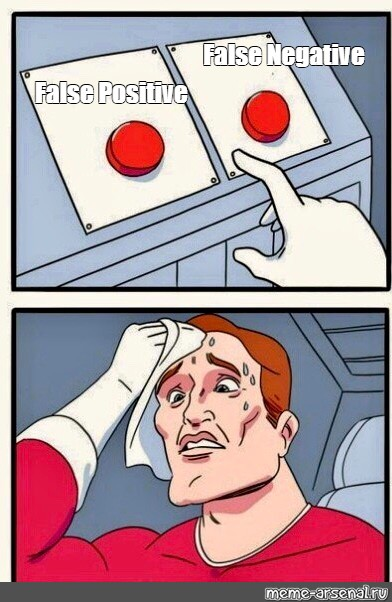 False Negative
False Positive
meme-arsenal.ru